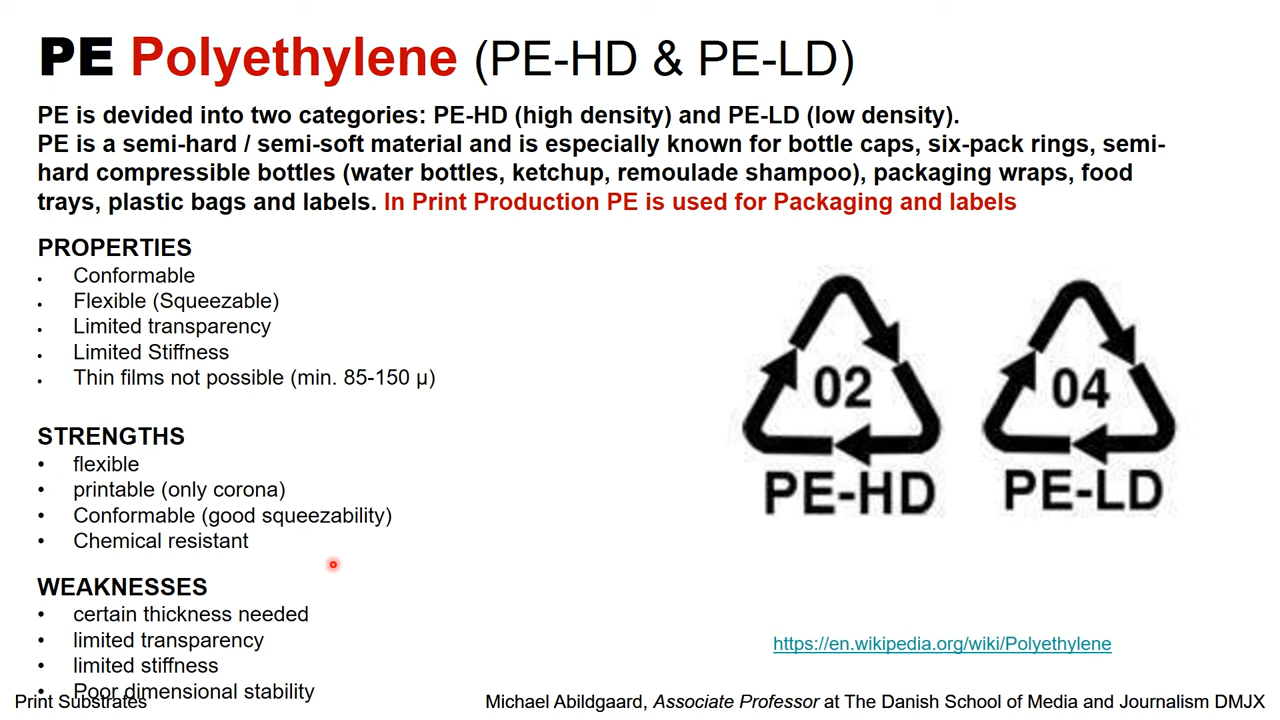 PE Polyethylene (PE-HD & PE-LD)
PE is devided into two categories: PE-HD (high density) and PE-LD (low density).
PE is a semi-hard / semi-soft material and is especially known for bottle caps, six-pack rings, semi-
hard compressible bottles (water bottles, ketchup, remoulade shampoo), packaging wraps, food
trays, plastic bags and labels. In Print Production PE is used for Packaging and labels
PROPERTIES
• Conformable
• Flexible (Squeezable)
• Limited transparency
• Limited Stiffness
• Thin films not possible (min. 85-150 µ)
STRENGTHS
• flexible
• printable (only corona)
• Conformable (good squeezability)
• Chemical resistant
WEAKNESSES
• certain thickness needed
• limited transparency
• limited stiffness
• Poor dimensional stability
02
PE-HD
04
PE-LD
https://en.wikipedia.org/wiki/Polyethylene
Print Substrates
Michael Abildgaard, Associate Professor at The Danish School of Media and Journalism DMJX